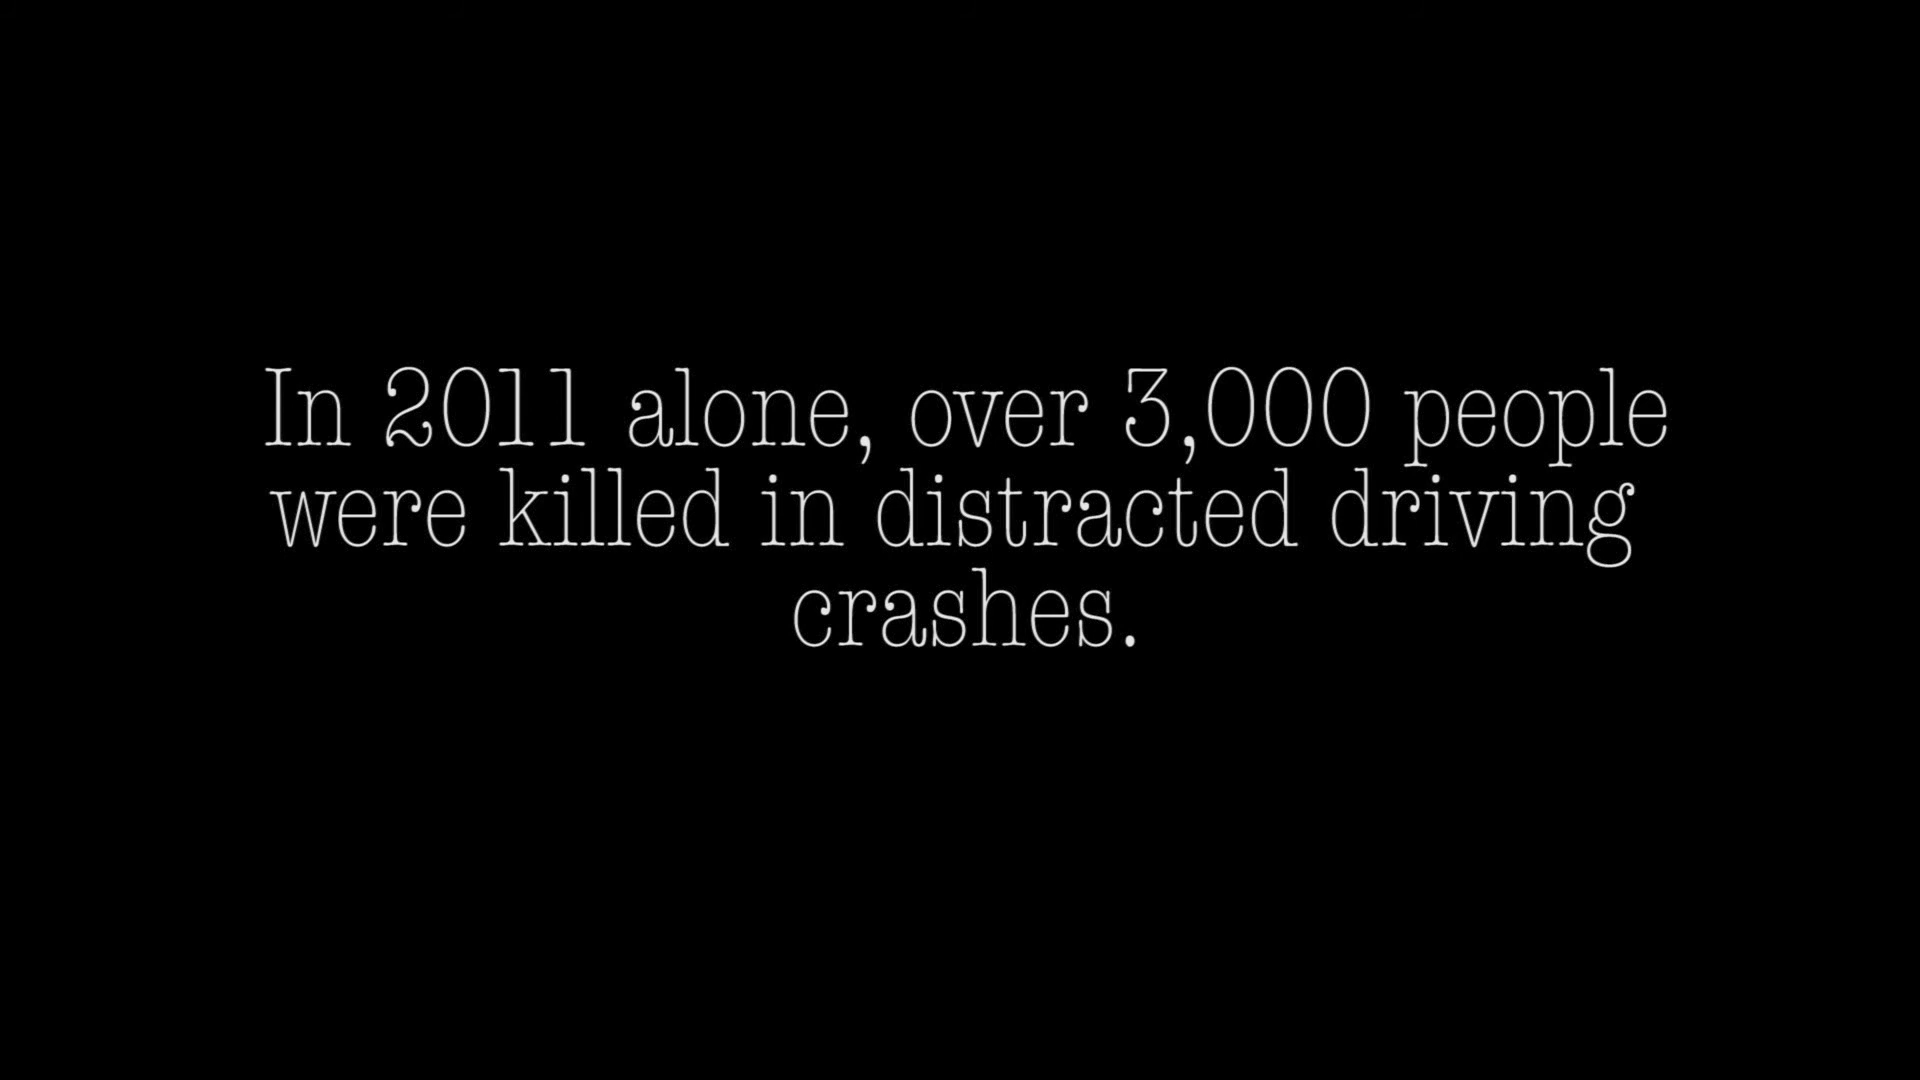 In 2011 alone, over 3,000 people
were killed in distracted driving
crashes.